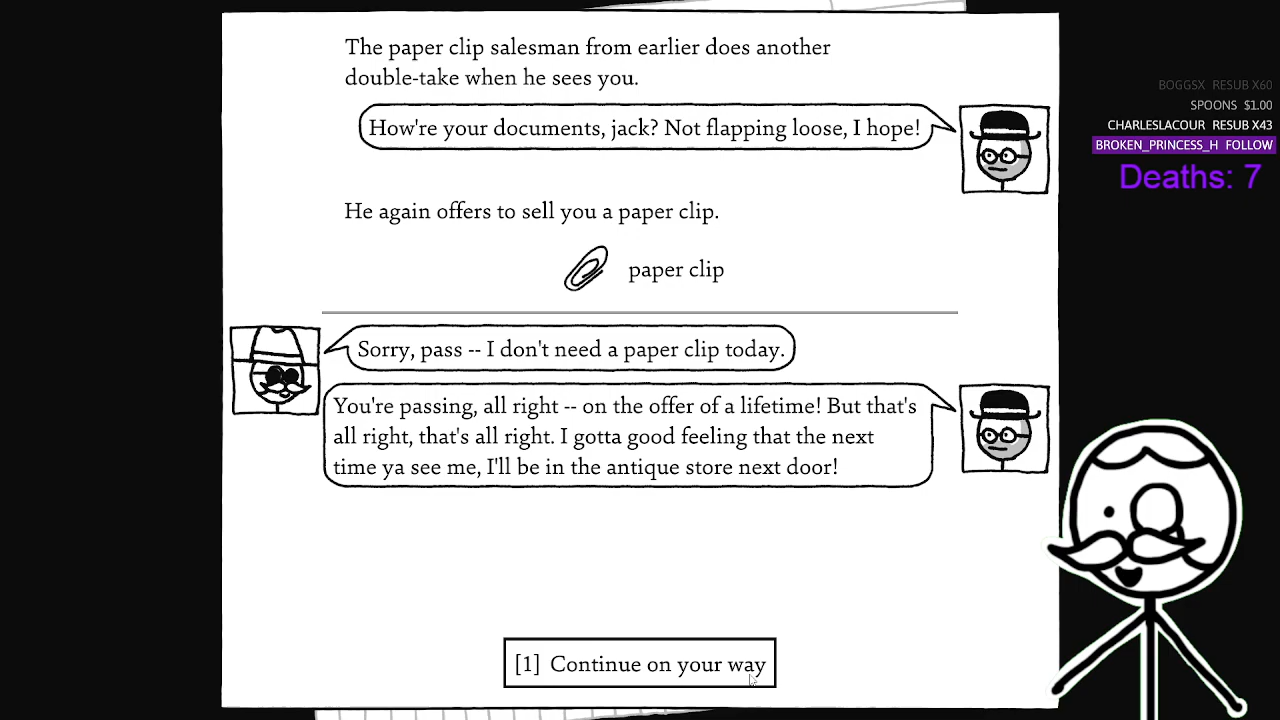 The paper clip salesman from earlier does another
double-take when he sees you.
How're your documents, jack? Not flapping loose, I hope!
He again offers to sell you a paper clip.
paper clip
Sorry, pass -- I don't need a paper clip today.
You're passing, all right -- on the offer of a lifetime! But that's
all right, that's all right. I gotta good feeling that the next
time ya see me, I'll be in the antique store next door!
[1] Continue on your way
BOGGSX RESUB X60
SPOONS $1.00
CHARLESLACOUR RESUB X43
BROKEN_PRINCESS_H FOLLOW
Deaths: 7